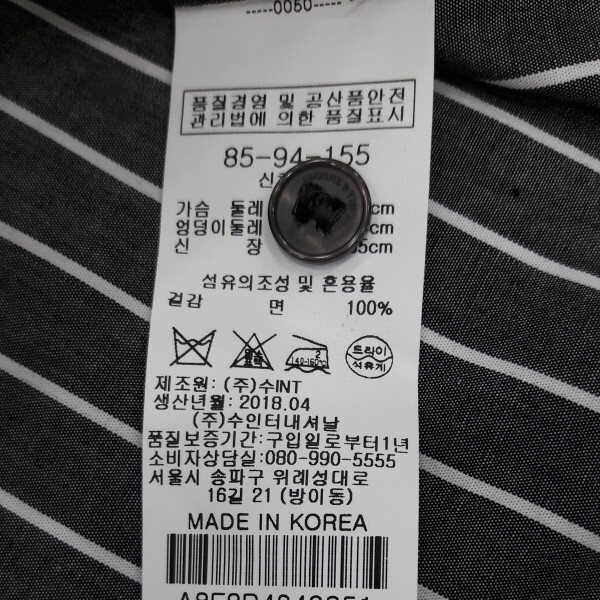 -----0050----
품질경영 및 공산품안전
관리법에 의한 품질표시
85-94-155
가슴 둘레 cm
엉덩이둘레 cm
신 장 cm
섬유의조성 및 혼용율
겉감 면 100%
드라이
석유계
제조원: (주)수INT
생산년월: 2018.04
(주)수인터내셔날
품질보증기간:구입일로부터1년
소비자상담실:080-990-5555
서울시 송파구 위례성대로
16길 21 (방이동)
MADE IN KOREA